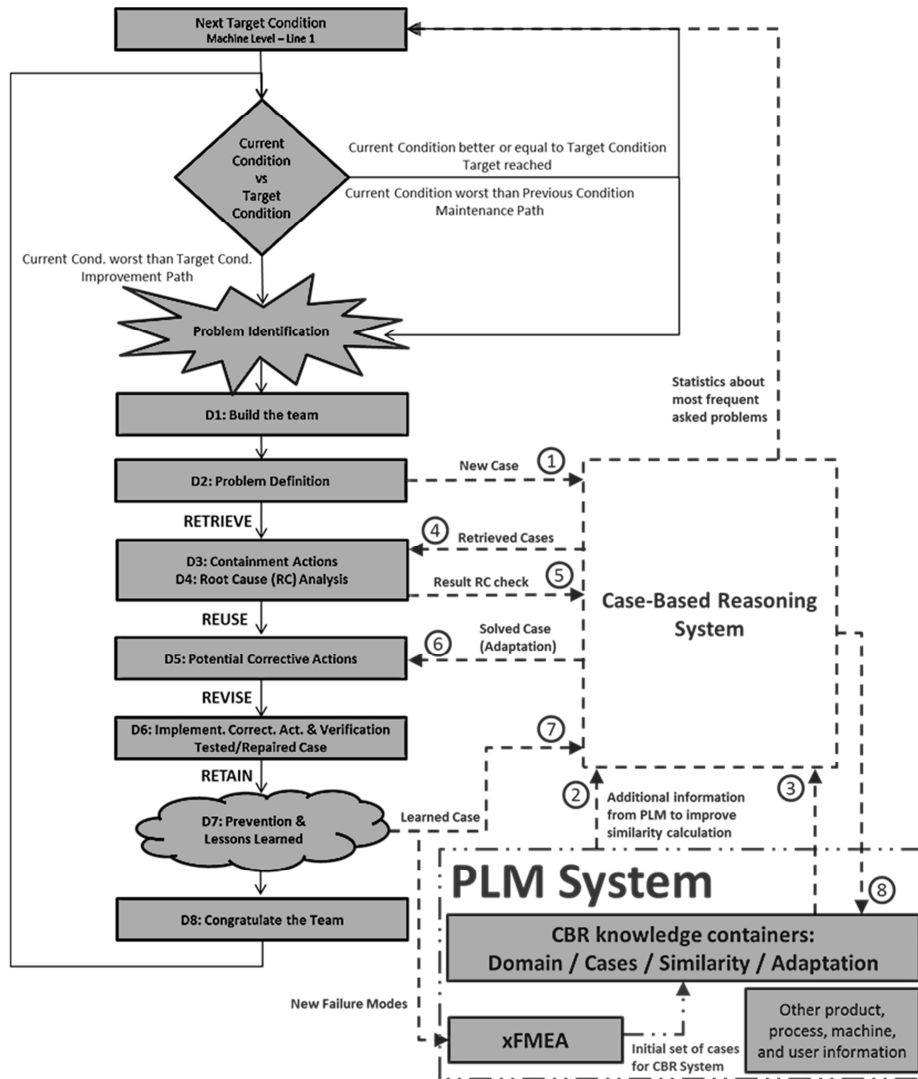 Next Target Condition
Machine Level – Line 1
Current
Condition
vs
Target
Condition
Current Condition better or equal to Target Condition
Target reached
Current Condition worst than Previous Condition
Maintenance Path
Current Cond. worst than Target Cond.
Improvement Path
Problem Identification
Statistics about
most frequent
asked problems
D1: Build the team
D2: Problem Definition
New Case
1
RETRIEVE
4
Retrieved Cases
D3: Containment Actions
D4: Root Cause (RC) Analysis
Result RC check
5
Case-Based Reasoning
System
REUSE
Solved Case
(Adaptation)
6
D5: Potential Corrective Actions
REVISE
D6: Implement. Correct. Act. & Verification
Tested/Repaired Case
7
RETAIN
2
3
Additional information
from PLM to improve
similarity calculation
D7: Prevention &
Lessons Learned
Learned Case
PLM System
8
D8: Congratulate the Team
CBR knowledge containers:
Domain / Cases / Similarity / Adaptation
New Failure Modes
xFMEA
Initial set of cases
for CBR System
Other product,
process, machine,
and user information